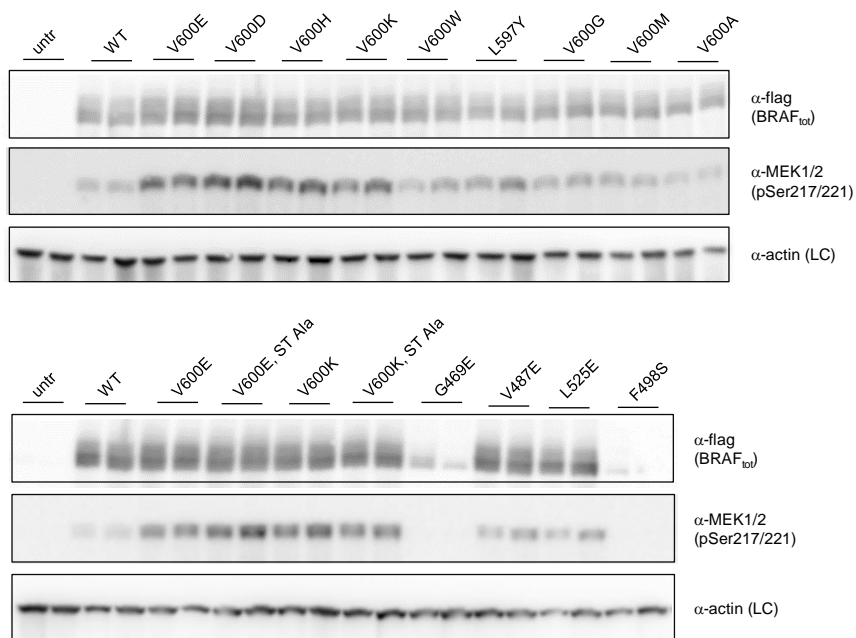 untr WT V600E V600D V600H V600K V600W L597Y V600G V600M V600A
α-flag
(BRAFtot)
α-MEK1/2
(pSer217/221)
α-actin (LC)
untr WT V600E V600E, ST Ala V600K V600K, ST Ala G469E V487E L525E F498S
α-flag
(BRAFtot)
α-MEK1/2
(pSer217/221)
α-actin (LC)